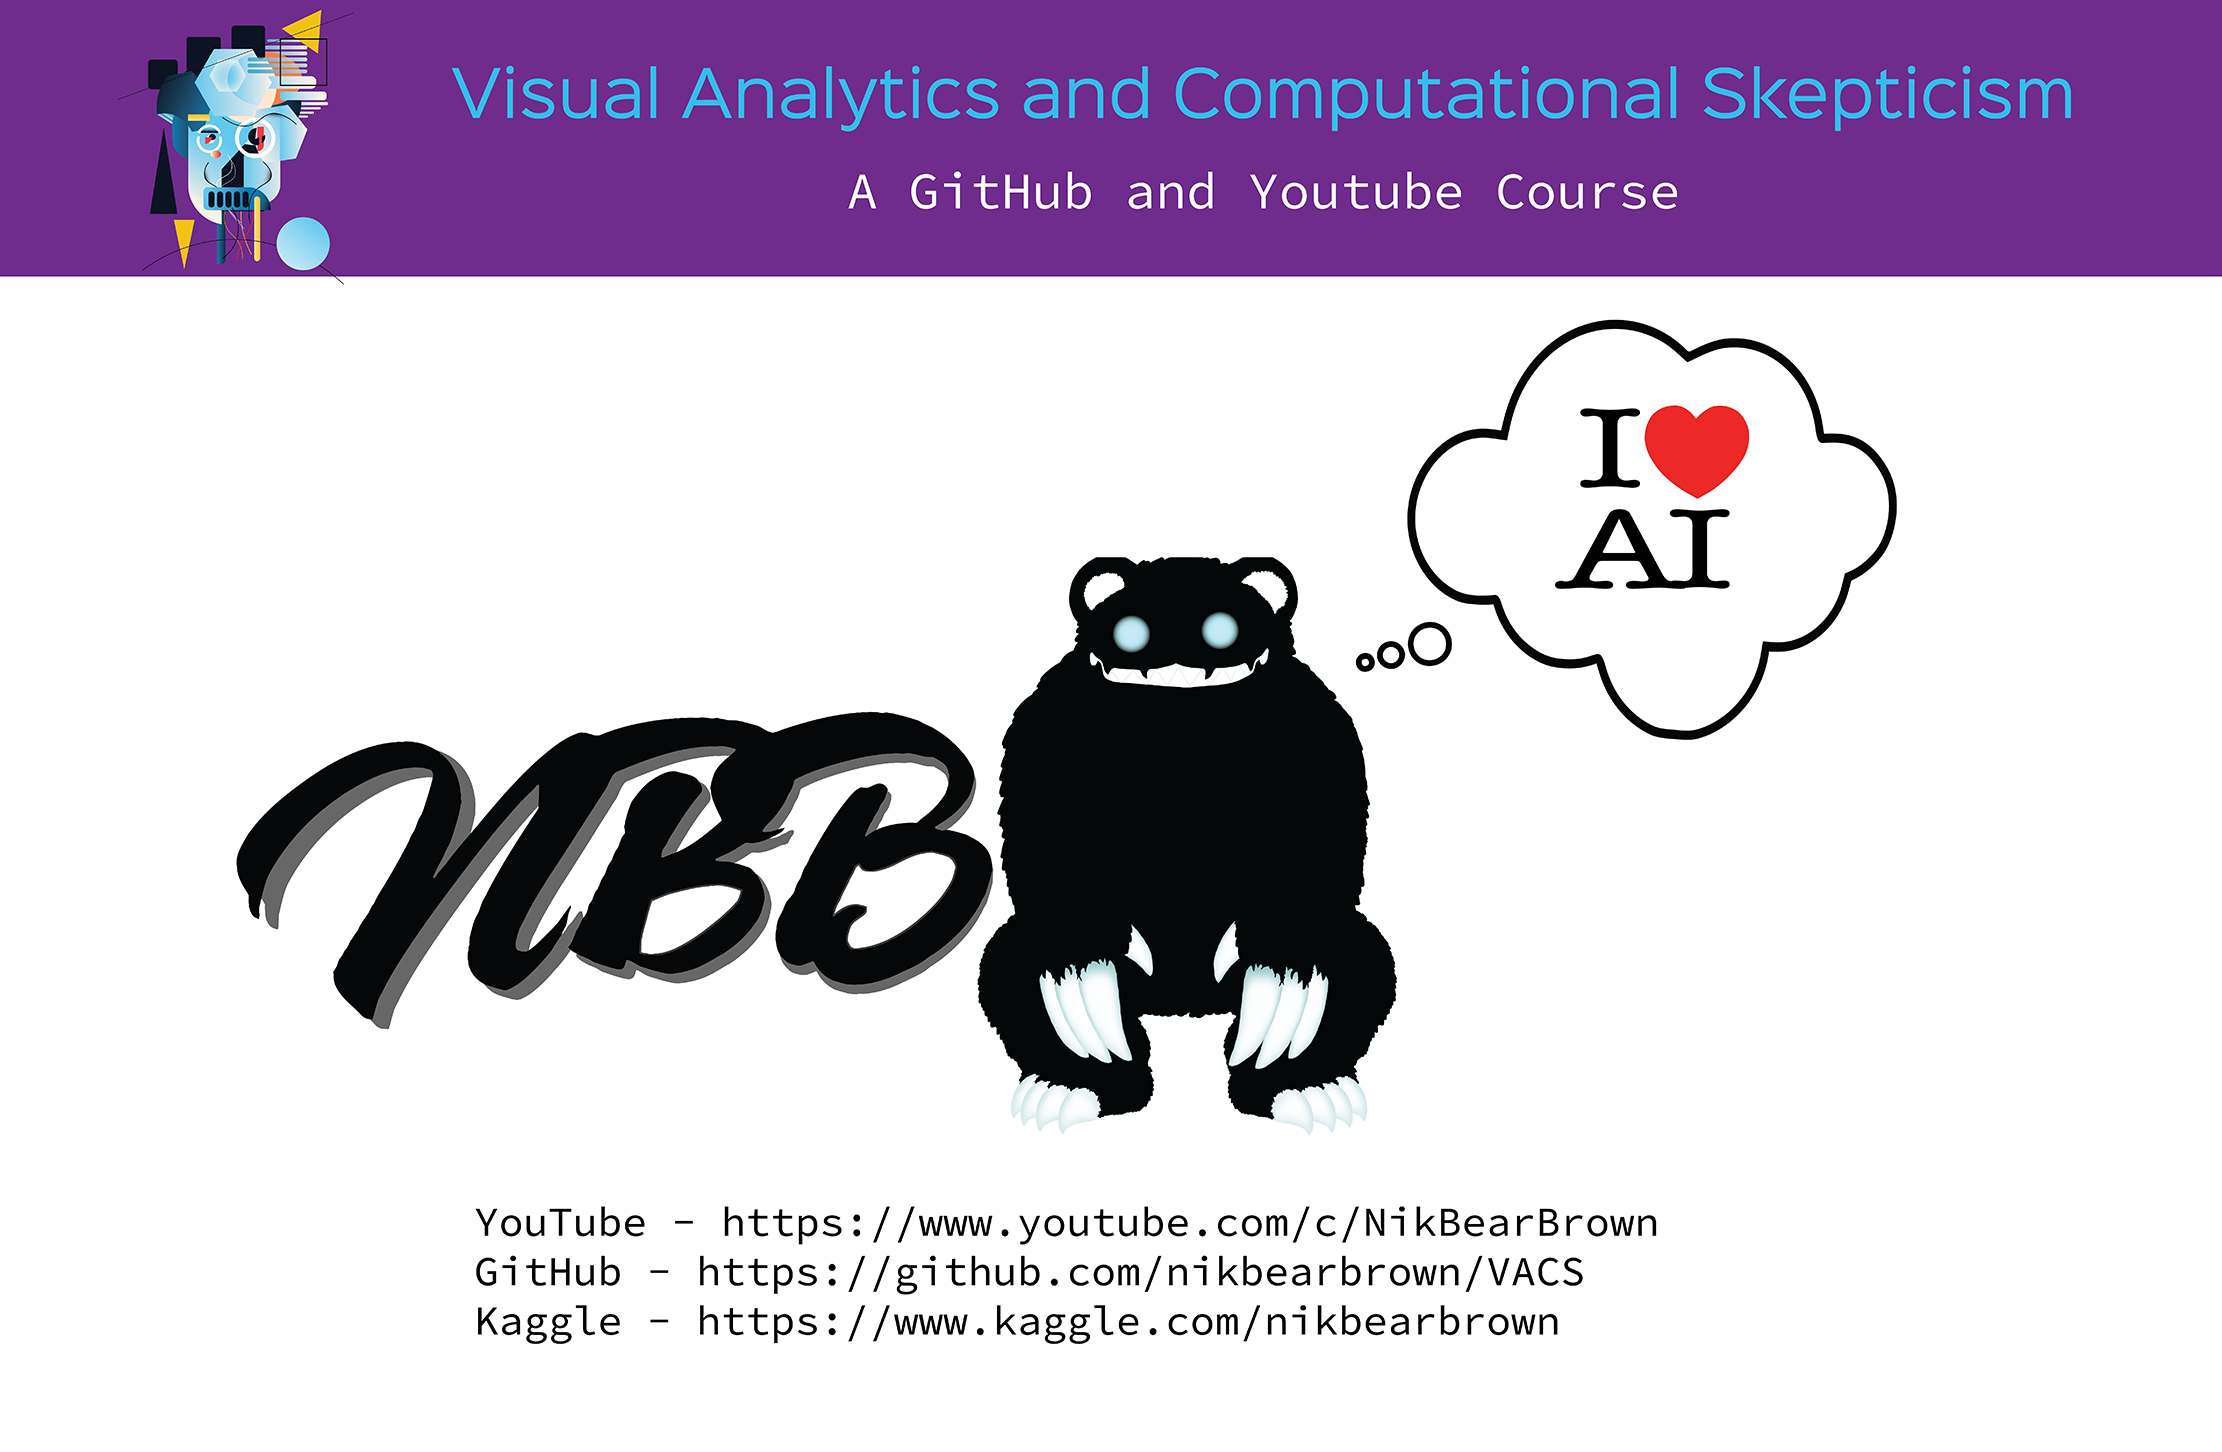 Visual Analytics and Computational Skepticism
A GitHub and Youtube Course
I
AI
NBB
YouTube - https://www.youtube.com/c/NikBearBrown
GitHub - https://github.com/nikbearbrown/VACS
Kaggle - https://www.kaggle.com/nikbearbrown